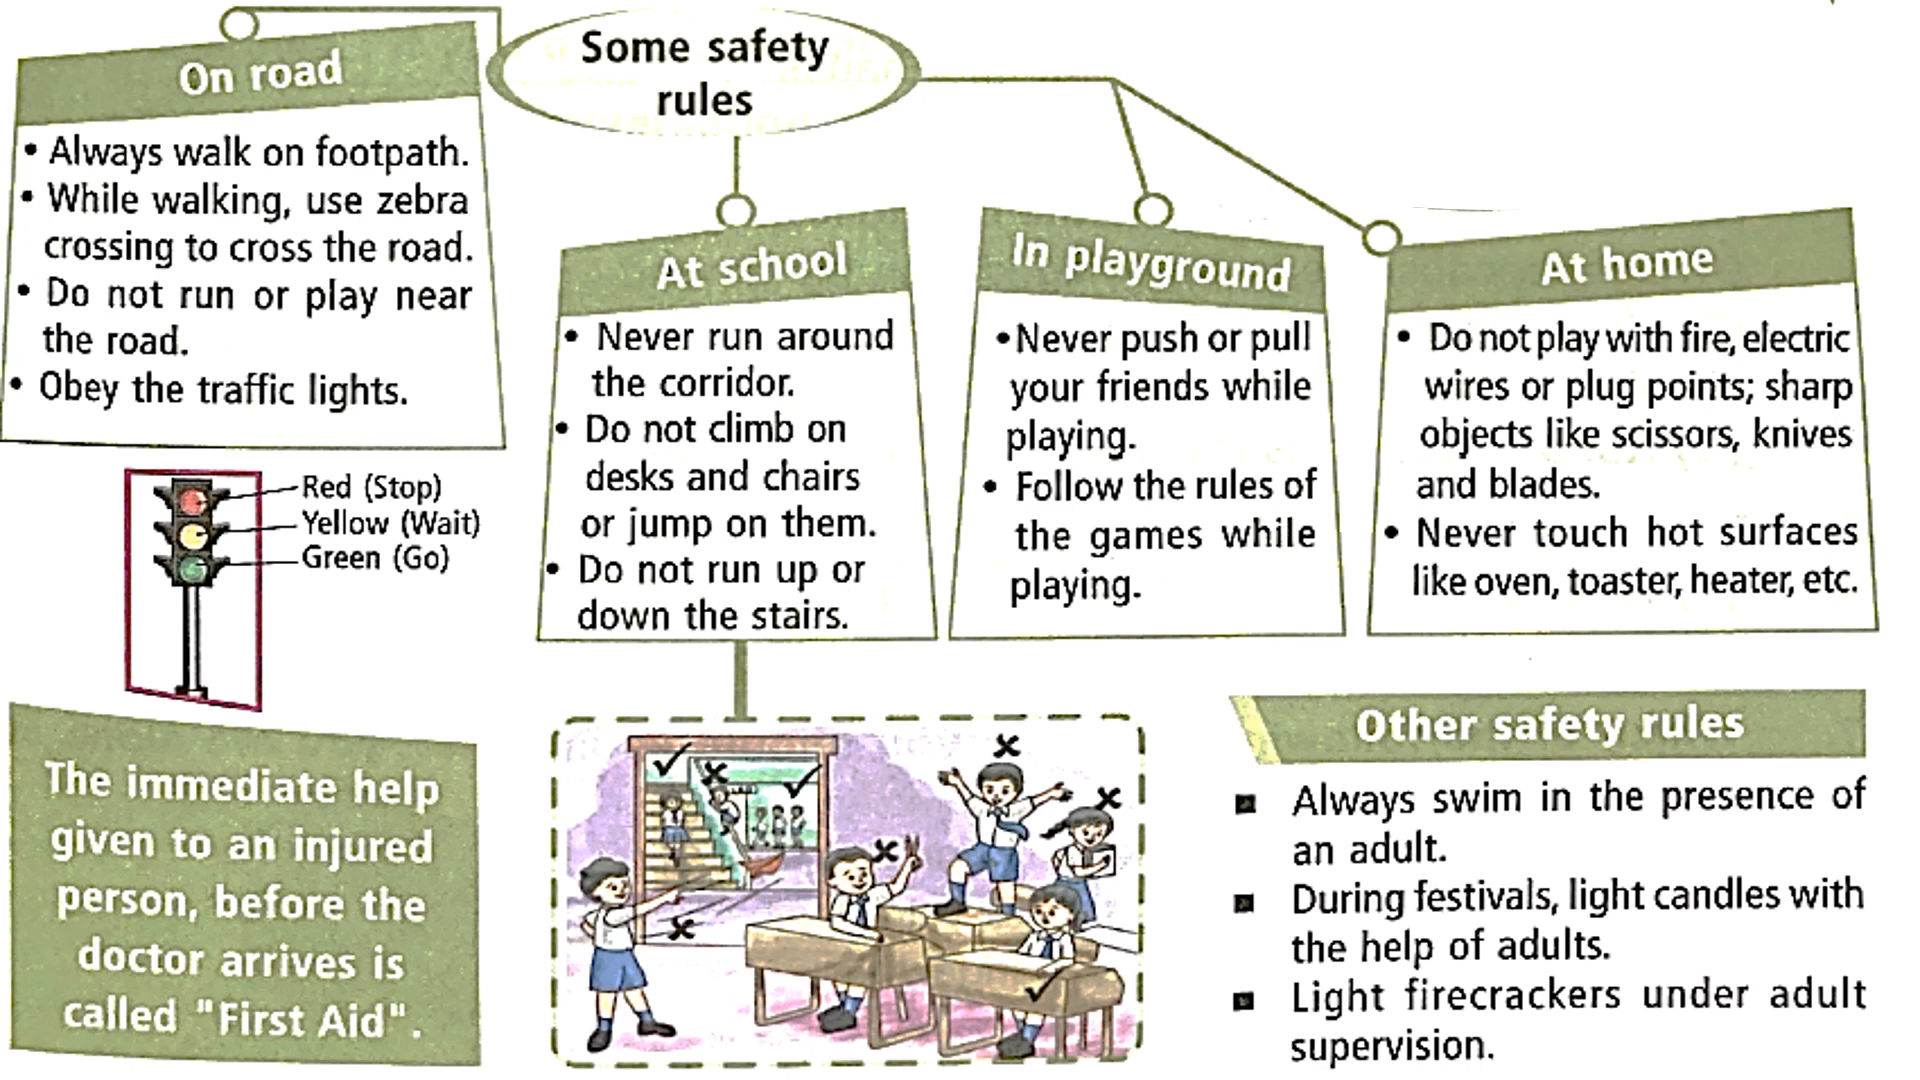 Some safety
rules
On road
• Always walk on footpath.
• While walking, use zebra
crossing to cross the road.
• Do not run or play near
the road.
• Obey the traffic lights.
Red (Stop)
Yellow (Wait)
Green (Go)
At school
• Never run around
the corridor.
• Do not climb on
desks and chairs
or jump on them.
• Do not run up or
down the stairs.
In playground
• Never push or pull
your friends while
playing.
• Follow the rules of
the games while
playing.
At home
• Do not play with fire, electric
wires or plug points; sharp
objects like scissors, knives
and blades.
• Never touch hot surfaces
like oven, toaster, heater, etc.
The immediate help
given to an injured
person, before the
doctor arrives is
called "First Aid".
Other safety rules
▪ Always swim in the presence of
an adult.
▪ During festivals, light candles with
the help of adults.
▪ Light firecrackers under adult
supervision.